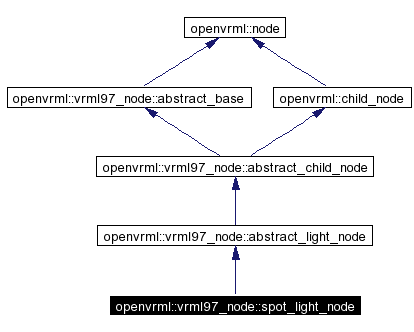 openvrml::node
openvrml::vrml97_node::abstract_base
openvrml::child_node
openvrml::vrml97_node::abstract_child_node
openvrml::vrml97_node::abstract_light_node
openvrml::vrml97_node::spot_light_node